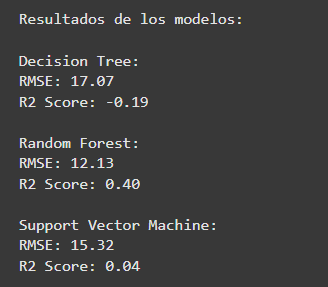 Resultados de los modelos:
Decision Tree:
RMSE: 17.07
R2 Score: -0.19
Random Forest:
RMSE: 12.13
R2 Score: 0.40
Support Vector Machine:
RMSE: 15.32
R2 Score: 0.04